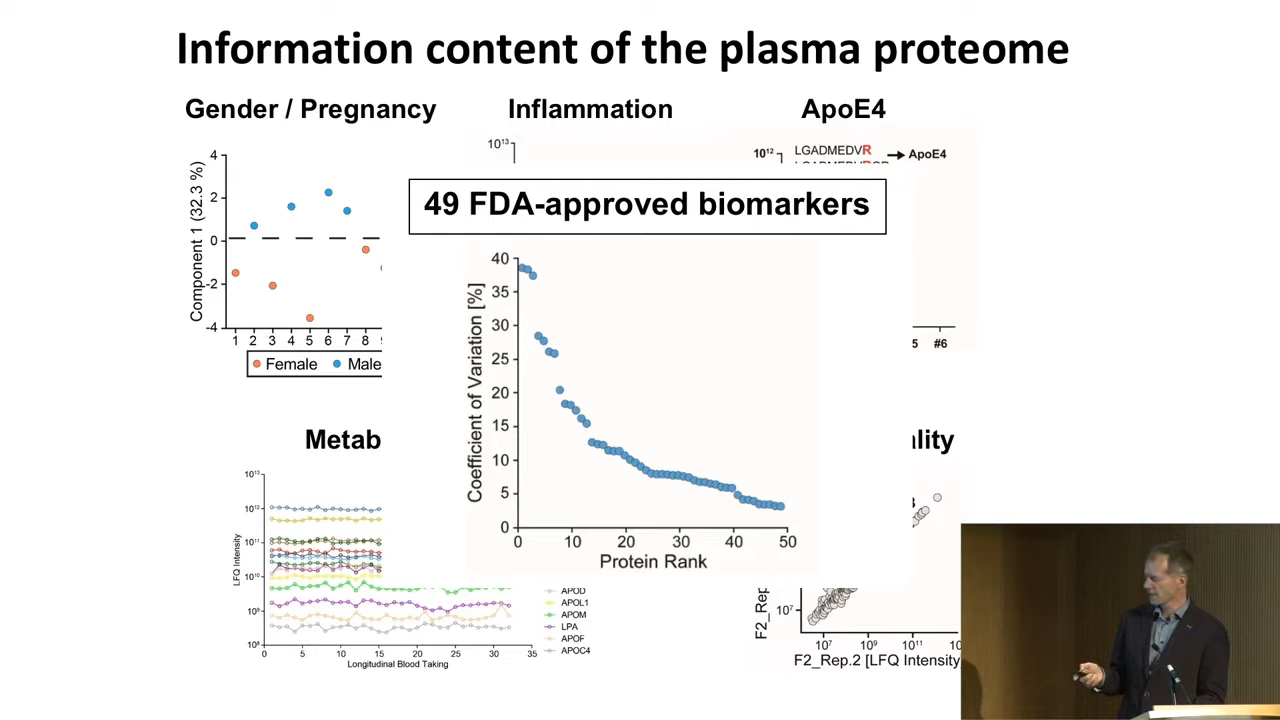 Information content of the plasma proteome
Gender / Pregnancy
Inflammation
ApoE4
Component 1 (32.3 %)
4
2
0
-2
-4
1 2 3 4 5 6 7 8
Female Male
10¹³
10¹²
LGADMEDVR
ApoE4
5 #6
49 FDA-approved biomarkers
Coefficient of Variation [%]
40
35
30
25
20
15
10
5
0
0 10 20 30 40 50
Protein Rank
Metab
ality
LFQ Intensity
10¹³
10¹²
10¹¹
10¹⁰
10⁹
10⁸
0 5 10 15 20 25 30 35
Longitudinal Blood Taking
APOD
APOL1
APOM
LPA
APOF
APOC4
F2_Rep
10⁷
10⁷ 10⁹ 10¹¹
F2_Rep.2 [LFQ Intensity